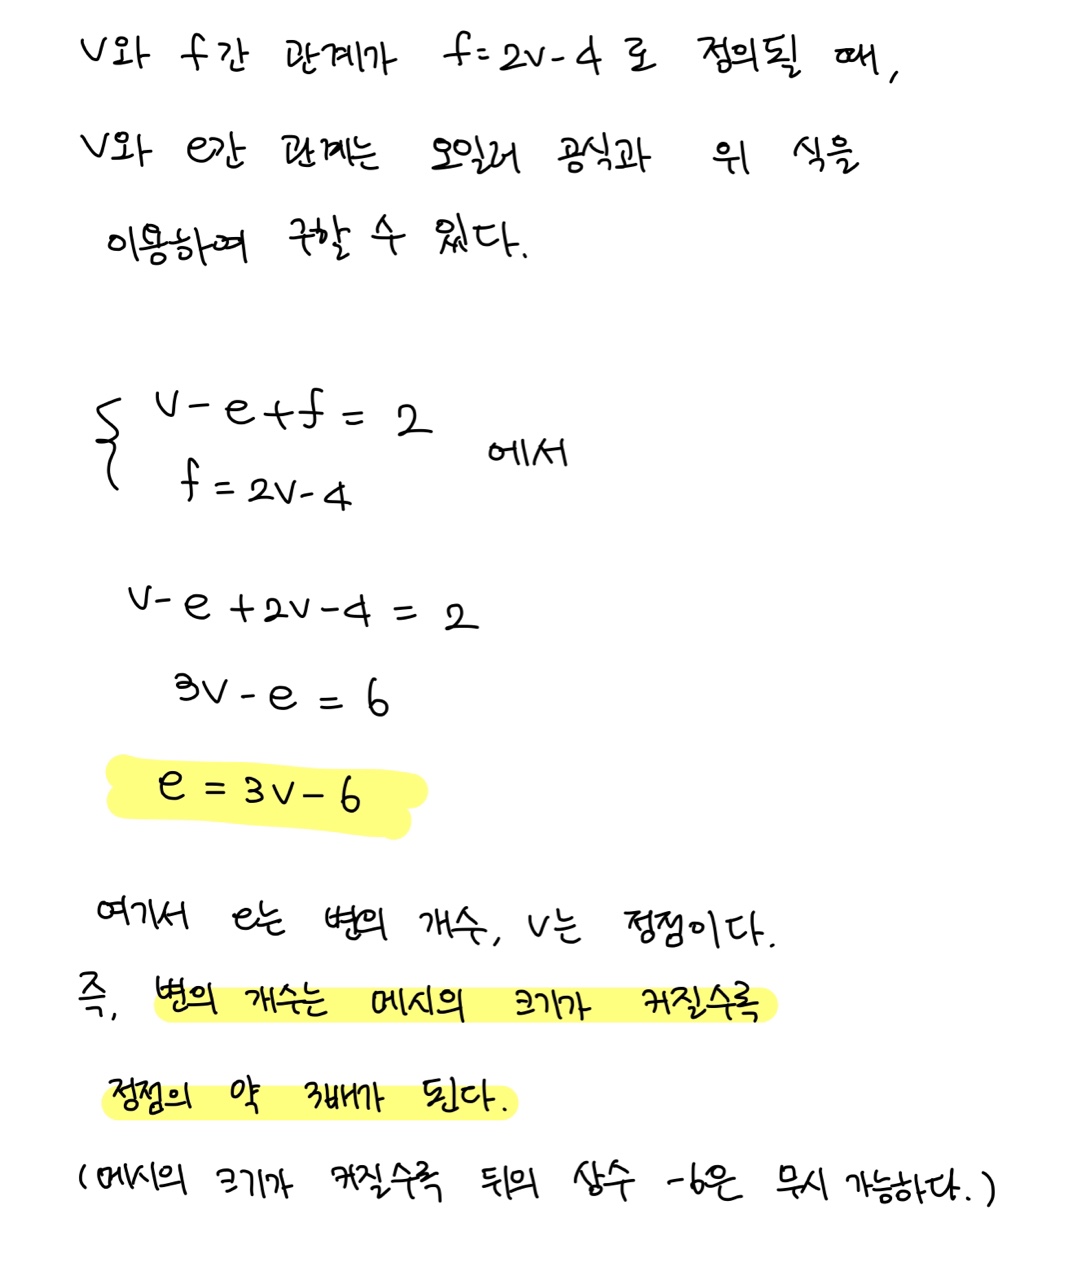 v와 f간 관계가 f=2v-4로 정의될 때,
v와 e간 관계는 오일러 공식과 위 식을
이용하여 구할 수 있다.
{ v-e+f=2
f=2v-4 에서
v-e+2v-4=2
3v-e=6
e=3v-6
여기서 e는 변의 개수, v는 정점이다.
즉, 변의 개수는 메시의 크기가 커질수록
정점의 약 3배가 된다.
(메시의 크기가 커질수록 뒤의 상수 -6은 무시 가능하다.)